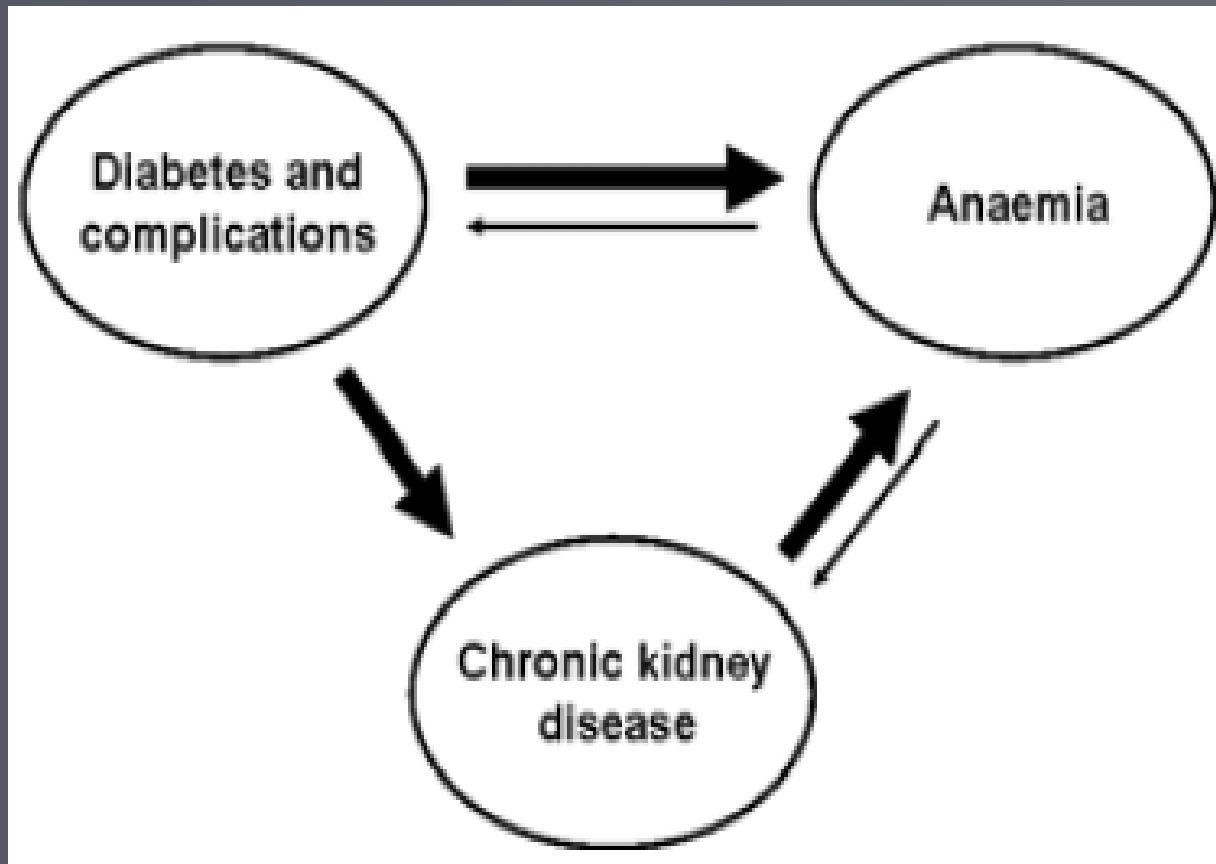 Diabetes and
complications
Anaemia
Chronic kidney
disease